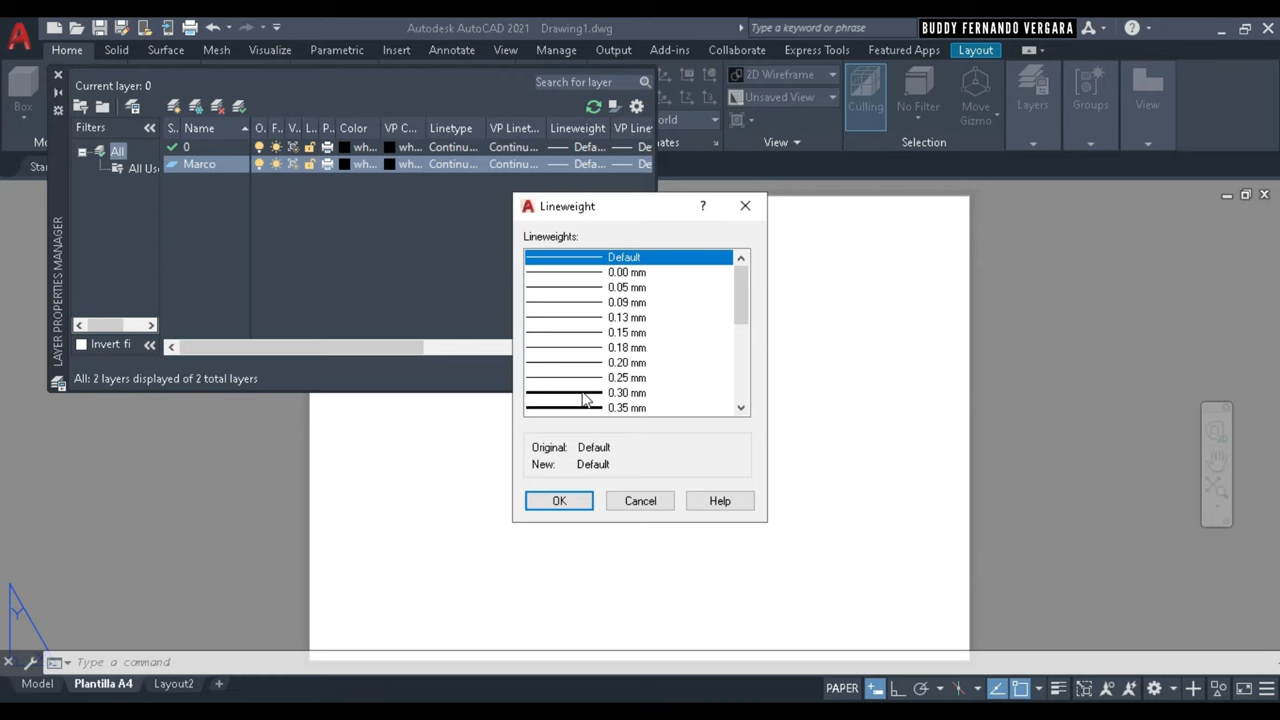 Autodesk AutoCAD 2021 Drawing1.dwg
Type a keyword or phrase
BUDDY FERNANDO VERGARA
Home Solid Surface Mesh Visualize Parametric Insert Annotate View Manage Output Add-ins Collaborate Express Tools Featured Apps Layout
Box
Current layer: 0
Search for layer
Filters
S.. Name O. F.. V.. L.. P.. Color VP C... Linetype VP Linet... Lineweight VP Line
0 wh... wh... Continu... Continu... Defa... De
Marco wh... wh... Continu... Continu... Defa... De
All
All Us
Invert fi
All: 2 layers displayed of 2 total layers
LAYER PROPERTIES MANAGER
2D Wireframe
Unsaved View
Culling
No Filter
Move
Gizmo
Layers
Groups
View
Selection
View
Lineweight
Lineweights:
Default
0.00 mm
0.05 mm
0.09 mm
0.13 mm
0.15 mm
0.18 mm
0.20 mm
0.25 mm
0.30 mm
0.35 mm
Original: Default
New: Default
OK Cancel Help
Y
Type a command
Model Plantilla A4 Layout2 +
PAPER